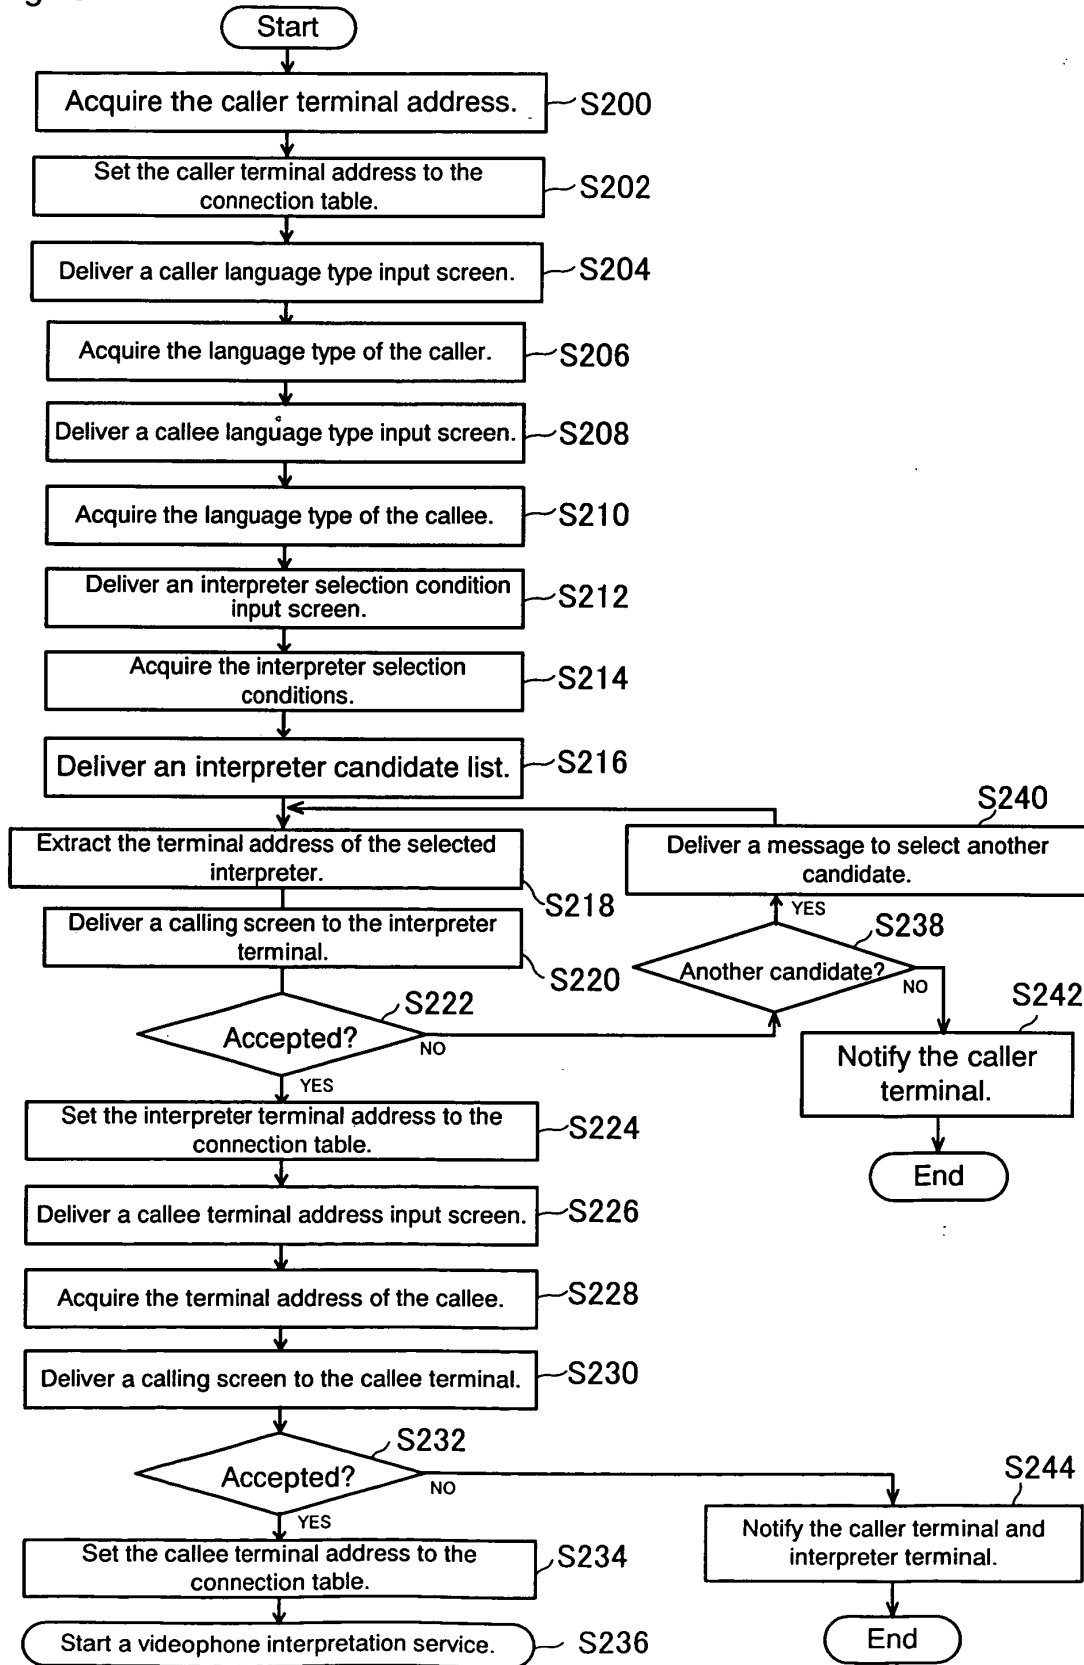 Start
Acquire the caller terminal address.
S200
Set the caller terminal address to the
connection table.
S202
Deliver a caller language type input screen.
S204
Acquire the language type of the caller.
S206
Deliver a callee language type input screen.
S208
Acquire the language type of the callee.
S210
Deliver an interpreter selection condition
input screen.
S212
Acquire the interpreter selection
conditions.
S214
Deliver an interpreter candidate list.
S216
S240
Extract the terminal address of the selected
interpreter.
S218
Deliver a message to select another
candidate.
YES
Deliver a calling screen to the interpreter
terminal.
S220
S238
Another candidate?
NO
S222
Accepted?
NO
YES
S242
Notify the caller
terminal.
End
Set the interpreter terminal address to the
connection table.
S224
Deliver a callee terminal address input screen.
S226
Acquire the terminal address of the callee.
S228
Deliver a calling screen to the callee terminal.
S230
S232
Accepted?
NO
YES
S244
Notify the caller terminal and
interpreter terminal.
End
Set the callee terminal address to the
connection table.
S234
Start a videophone interpretation service.
S236